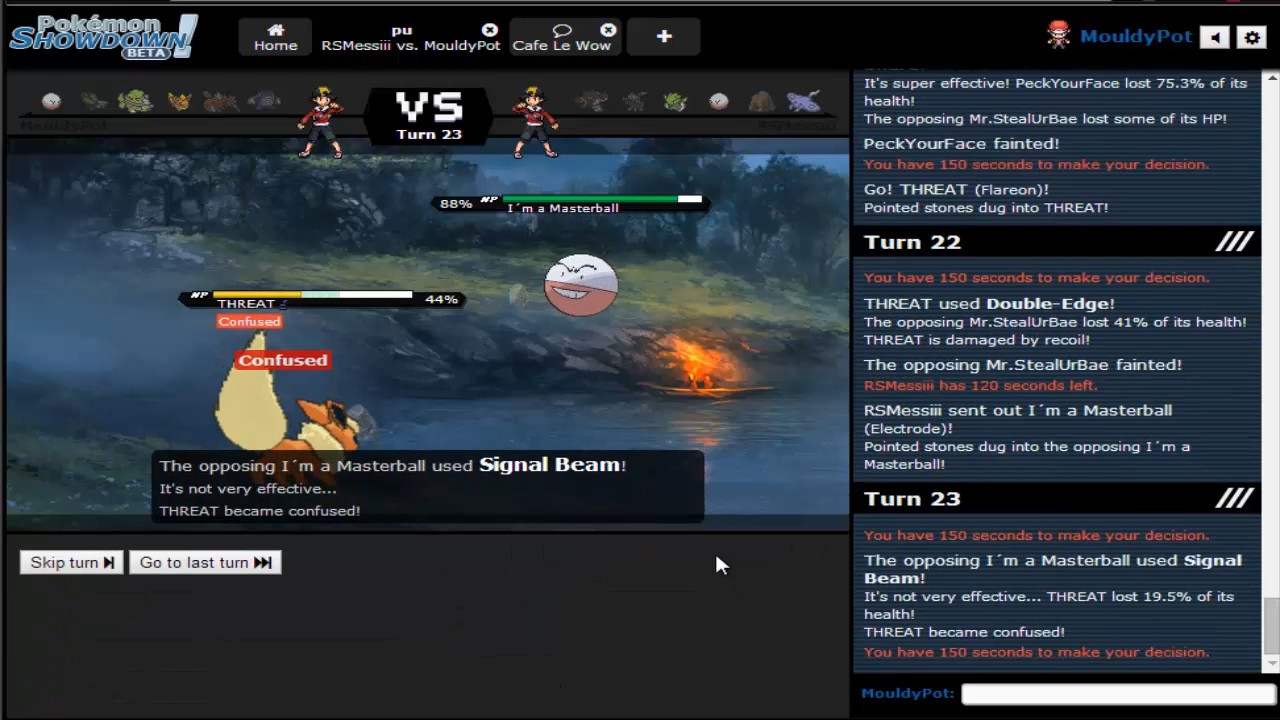 Pokémon
SHOWDOWN!
BETA
Home
pu
RSMessiii vs. MouldyPot
Cafe Le Wow
MouldyPot
MouldyPot
VS
Turn 23
RSMessiii
88% NP
I´m a Masterball
NP 44%
THREAT
Confused
Confused
The opposing I´m a Masterball used Signal Beam!
It's not very effective...
THREAT became confused!
Skip turn
Go to last turn
It's super effective! PeckYourFace lost 75.3% of its
health!
The opposing Mr.StealUrBae lost some of its HP!
PeckYourFace fainted!
You have 150 seconds to make your decision.
Go! THREAT (Flareon)!
Pointed stones dug into THREAT!
Turn 22
You have 150 seconds to make your decision.
THREAT used Double-Edge!
The opposing Mr.StealUrBae lost 41% of its health!
THREAT is damaged by recoil!
The opposing Mr.StealUrBae fainted!
RSMessiii has 120 seconds left.
RSMessiii sent out I´m a Masterball
(Electrode)!
Pointed stones dug into the opposing I´m a
Masterball!
Turn 23
You have 150 seconds to make your decision.
The opposing I´m a Masterball used Signal
Beam!
It's not very effective... THREAT lost 19.5% of its
health!
THREAT became confused!
You have 150 seconds to make your decision.
MouldyPot: